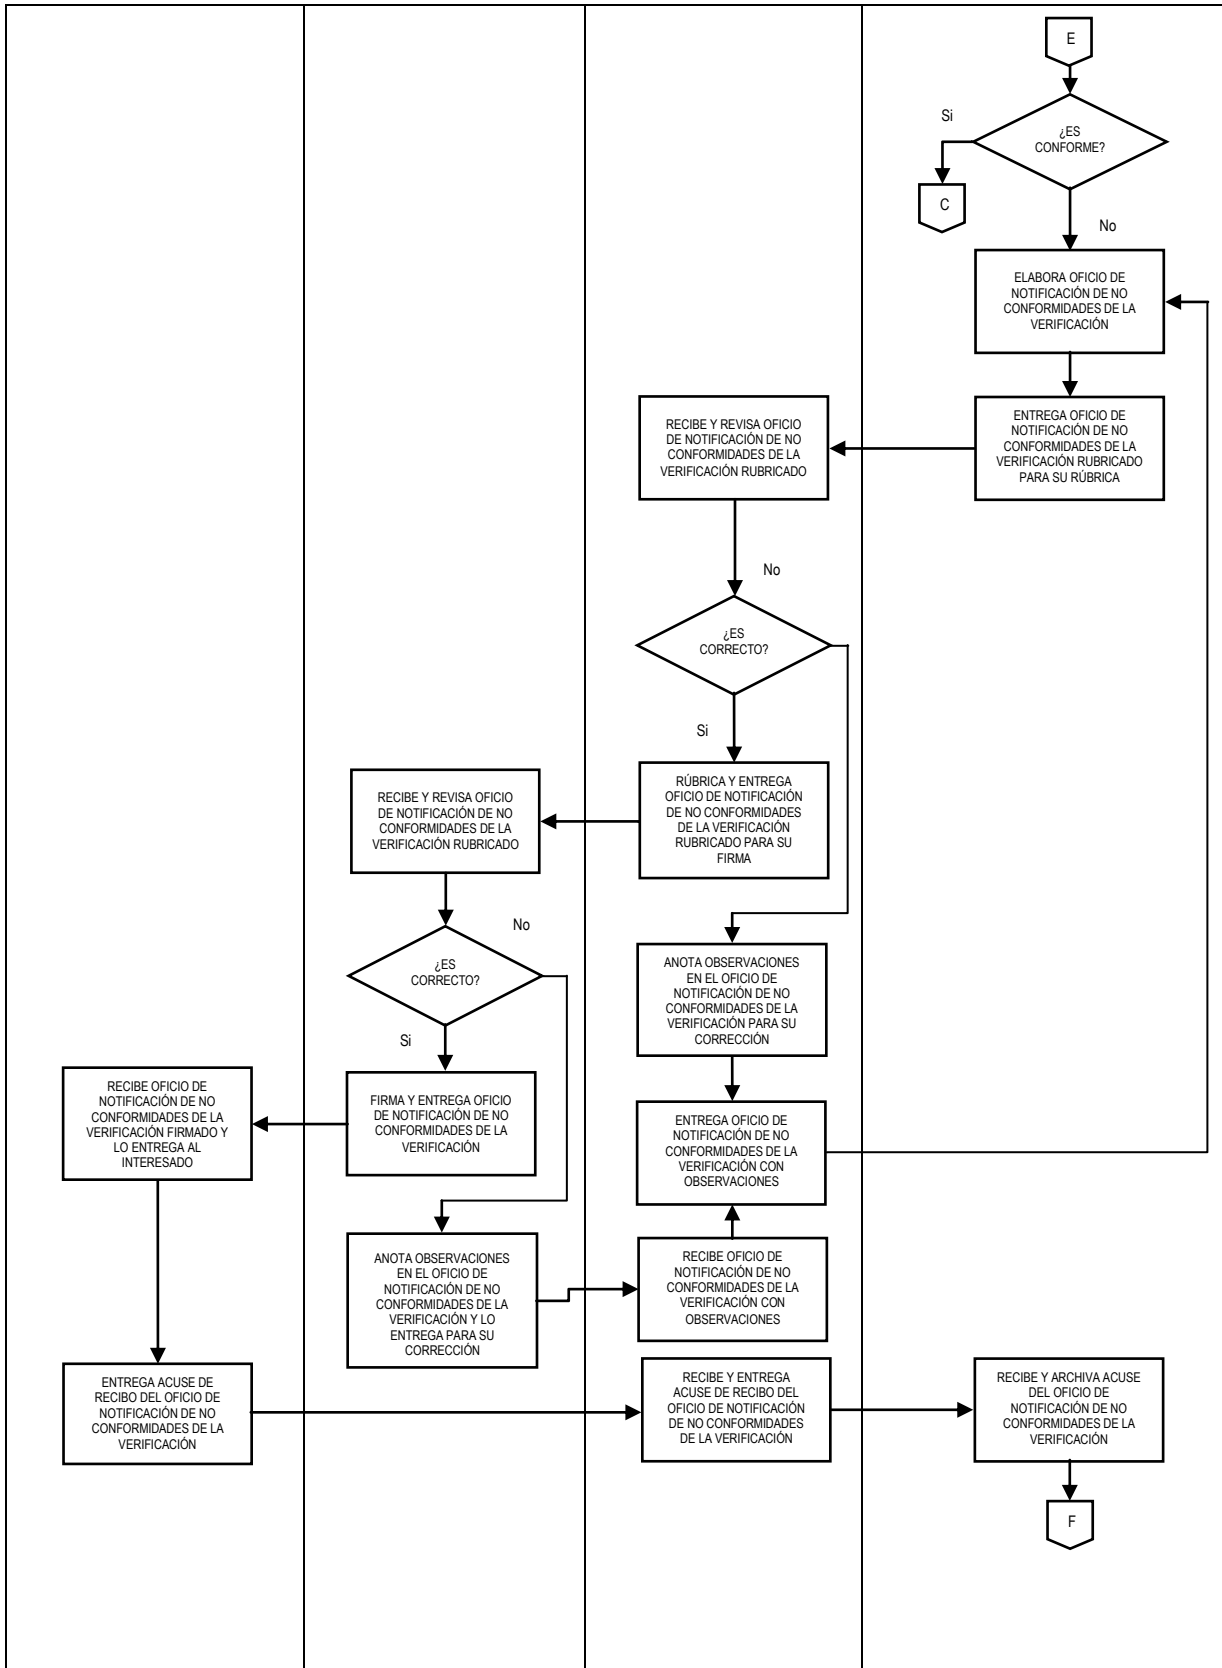 E
Si
¿ES
CONFORME?
C
No
ELABORA OFICIO DE
NOTIFICACIÓN DE NO
CONFORMIDADES DE LA
VERIFICACIÓN
ENTREGA OFICIO DE
NOTIFICACIÓN DE NO
CONFORMIDADES DE LA
VERIFICACIÓN RUBRICADO
PARA SU RÚBRICA
RECIBE Y REVISA OFICIO
DE NOTIFICACIÓN DE NO
CONFORMIDADES DE LA
VERIFICACIÓN RUBRICADO
No
¿ES
CORRECTO?
Si
RÚBRICA Y ENTREGA
OFICIO DE NOTIFICACIÓN
DE NO CONFORMIDADES
DE LA VERIFICACIÓN
RUBRICADO PARA SU
FIRMA
RECIBE Y REVISA OFICIO
DE NOTIFICACIÓN DE NO
CONFORMIDADES DE LA
VERIFICACIÓN RUBRICADO
No
¿ES
CORRECTO?
Si
ANOTA OBSERVACIONES
EN EL OFICIO DE
NOTIFICACIÓN DE NO
CONFORMIDADES DE LA
VERIFICACIÓN PARA SU
CORRECCIÓN
RECIBE OFICIO DE
NOTIFICACIÓN DE NO
CONFORMIDADES DE LA
VERIFICACIÓN FIRMADO Y
LO ENTREGA AL
INTERESADO
FIRMA Y ENTREGA OFICIO
DE NOTIFICACIÓN DE NO
CONFORMIDADES DE LA
VERIFICACIÓN
ENTREGA OFICIO DE
NOTIFICACIÓN DE NO
CONFORMIDADES DE LA
VERIFICACIÓN CON
OBSERVACIONES
ANOTA OBSERVACIONES
EN EL OFICIO DE
NOTIFICACIÓN DE NO
CONFORMIDADES DE LA
VERIFICACIÓN Y LO
ENTREGA PARA SU
CORRECCIÓN
RECIBE OFICIO DE
NOTIFICACIÓN DE NO
CONFORMIDADES DE LA
VERIFICACIÓN CON
OBSERVACIONES
ENTREGA ACUSE DE
RECIBO DEL OFICIO DE
NOTIFICACIÓN DE NO
CONFORMIDADES DE LA
VERIFICACIÓN
RECIBE Y ENTREGA
ACUSE DE RECIBO DEL
OFICIO DE NOTIFICACIÓN
DE NO CONFORMIDADES
DE LA VERIFICACIÓN
RECIBE Y ARCHIVA ACUSE
DEL OFICIO DE
NOTIFICACIÓN DE NO
CONFORMIDADES DE LA
VERIFICACIÓN
F